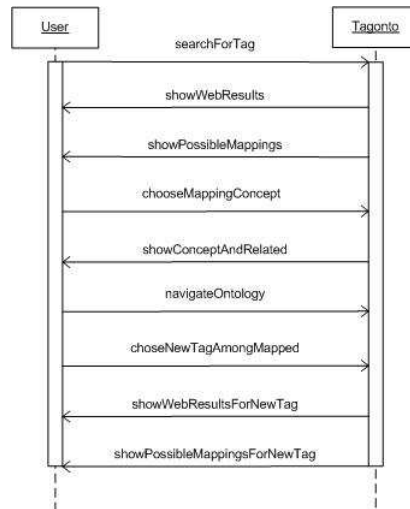 User
Tagonto
searchForTag
showWebResults
showPossibleMappings
chooseMappingConcept
showConceptAndRelated
navigateOntology
choseNewTagAmongMapped
showWebResultsForNewTag
showPossibleMappingsForNewTag